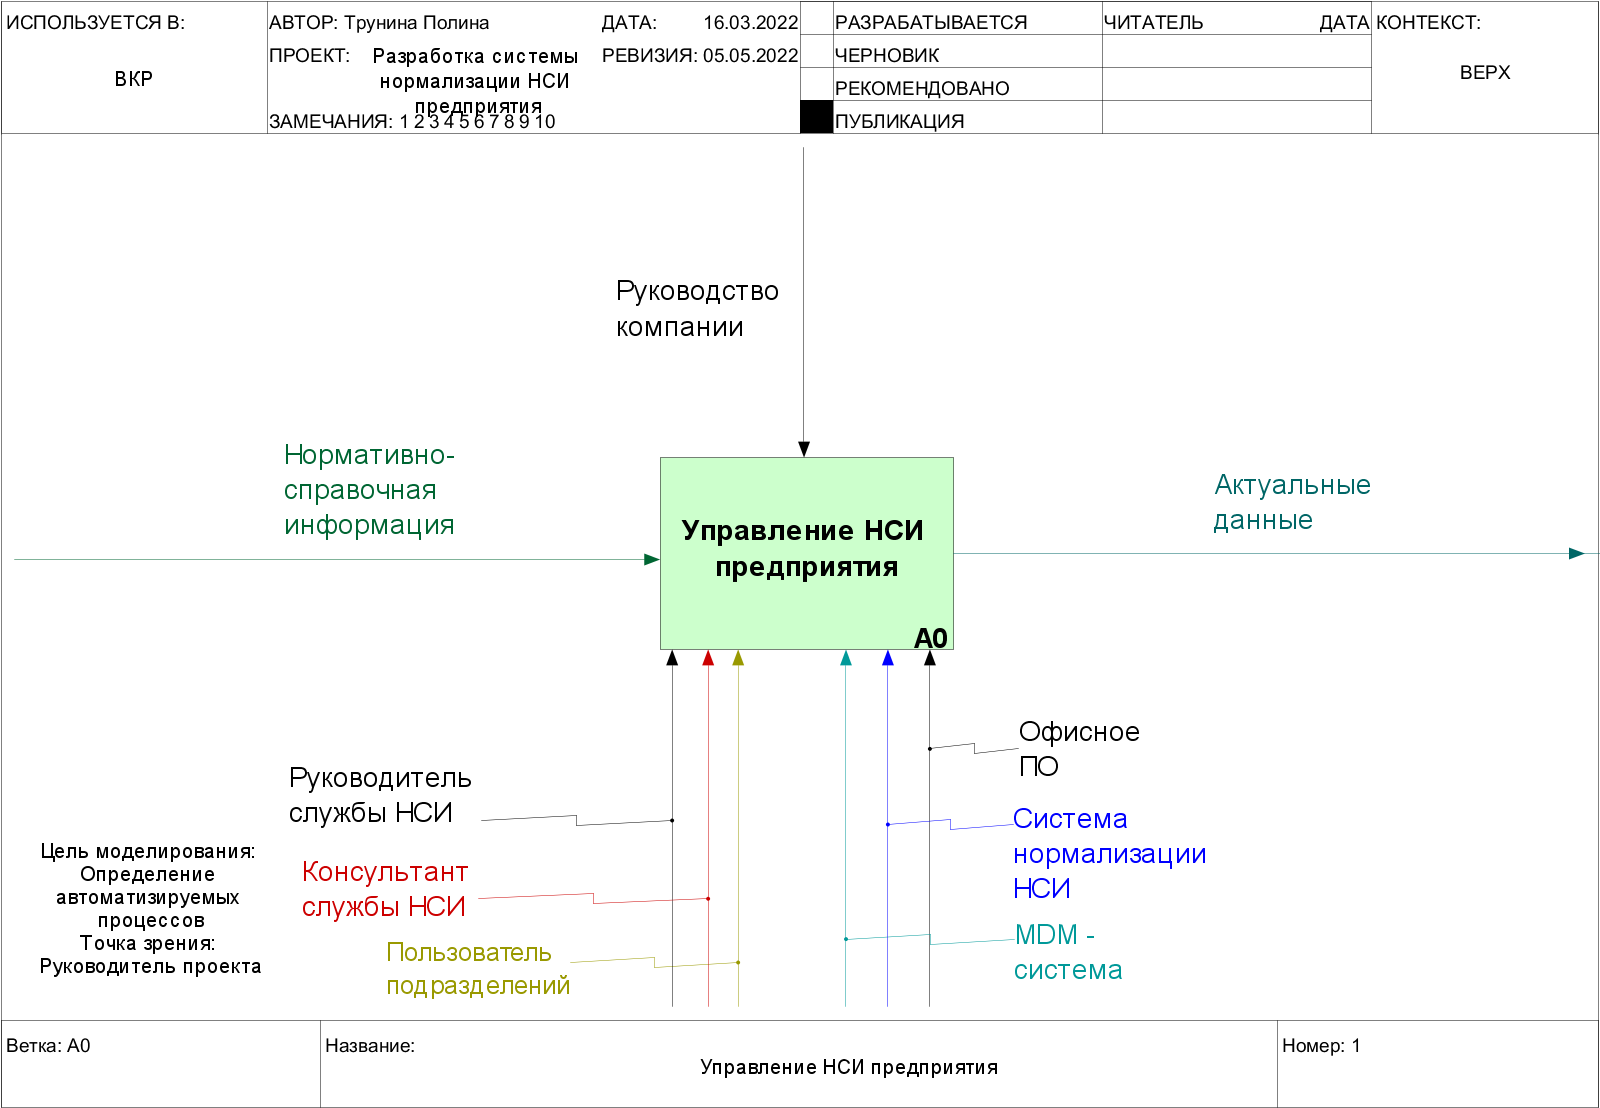 ИСПОЛЬЗУЕТСЯ В:
ВКР
АВТОР: Трунина Полина
ДАТА: 16.03.2022
ПРОЕКТ: Разработка системы
нормализации НСИ
предприятия
РЕВИЗИЯ: 05.05.2022
ЗАМЕЧАНИЯ: 1 2 3 4 5 6 7 8 9 10
РАЗРАБАТЫВАЕТСЯ
ЧЕРНОВИК
РЕКОМЕНДОВАНО
ПУБЛИКАЦИЯ
ЧИТАТЕЛЬ
ДАТА
КОНТЕКСТ:
ВЕРХ
Руководство
компании
Нормативно-
справочная
информация
Управление НСИ
предприятия
A0
Актуальные
данные
Руководитель
службы НСИ
Консультант
службы НСИ
Пользователь
подразделений
Офисное
ПО
Система
нормализации
НСИ
MDM -
система
Цель моделирования:
Определение
автоматизируемых
процессов
Точка зрения:
Руководитель проекта
Ветка: A0
Название:
Управление НСИ предприятия
Номер: 1